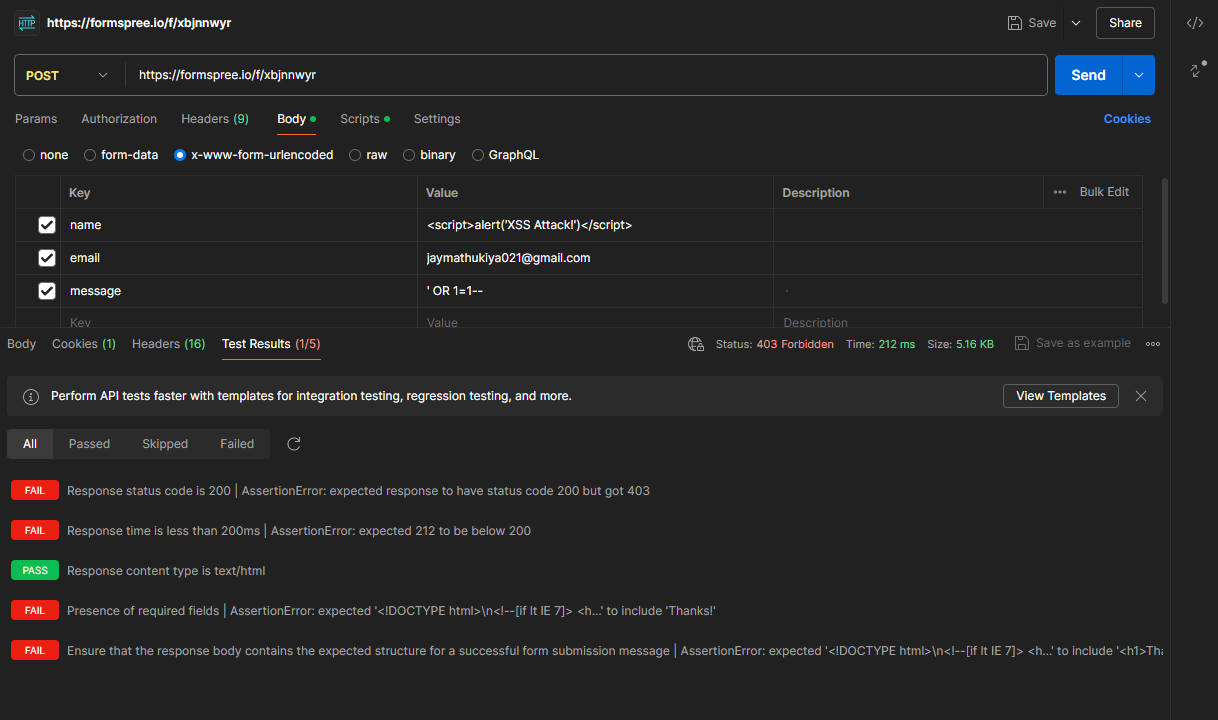 HTTP https://formspree.io/f/xbjnnwyr Save Share
POST https://formspree.io/f/xbjnnwyr Send
Params Authorization Headers (9) Body Scripts Settings Cookies
none form-data x-www-form-urlencoded raw binary GraphQL
Key Value Description Bulk Edit
name <script>alert('XSS Attack!')</script>
email jaymathukiya021@gmail.com
message ' OR 1=1--
Key Value Description
Body Cookies (1) Headers (16) Test Results (1/5) Status: 403 Forbidden Time: 212 ms Size: 5.16 KB Save as example
Perform API tests faster with templates for integration testing, regression testing, and more. View Templates
All Passed Skipped Failed
FAIL Response status code is 200 | AssertionError: expected response to have status code 200 but got 403
FAIL Response time is less than 200ms | AssertionError: expected 212 to be below 200
PASS Response content type is text/html
FAIL Presence of required fields | AssertionError: expected '<!DOCTYPE html>\n<!--[if lt IE 7]> <h...' to include 'Thanks!'
FAIL Ensure that the response body contains the expected structure for a successful form submission message | AssertionError: expected '<!DOCTYPE html>\n<!--[if lt IE 7]> <h...' to include '<h1>Tha